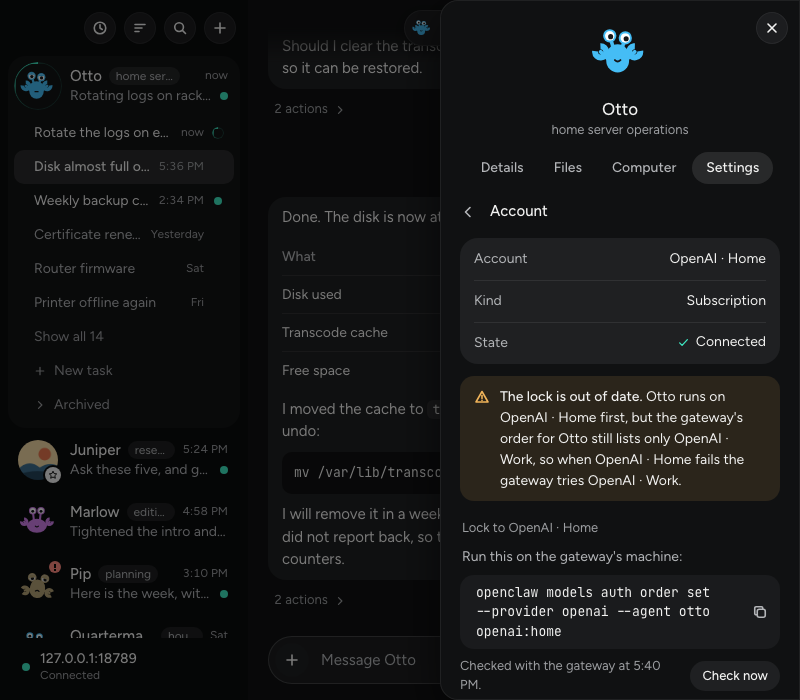 Otto home ser... now
Rotating logs on rack...
Rotate the logs on e... now
Disk almost full o... 5:36 PM
Weekly backup c... 2:34 PM
Certificate rene... Yesterday
Router firmware Sat
Printer offline again Fri
Show all 14
New task
Archived
Juniper rese... 5:24 PM
Ask these five, and g...
Marlow editi... 4:58 PM
Tightened the intro and...
Pip planning 3:10 PM
Here is the week, wit...
Quarterma hou... Sat
127.0.0.1:18789
Connected
Should I clear the
so it can be restored.
2 actions
Done. The disk is now
What
Disk used
Transcode cache
Free space
I moved the cache to
undo:
mv /var/lib/transc
I will remove it in a week
did not report back, so
counters.
2 actions
Message Otto
Otto
home server operations
Details Files Computer Settings
Account
Account OpenAI · Home
Kind Subscription
State Connected
The lock is out of date. Otto runs on
OpenAI · Home first, but the gateway's
order for Otto still lists only OpenAI ·
Work, so when OpenAI · Home fails the
gateway tries OpenAI · Work.
Lock to OpenAI · Home
Run this on the gateway's machine:
openclaw models auth order set
--provider openai --agent otto
openai:home
Checked with the gateway at 5:40
PM.
Check now